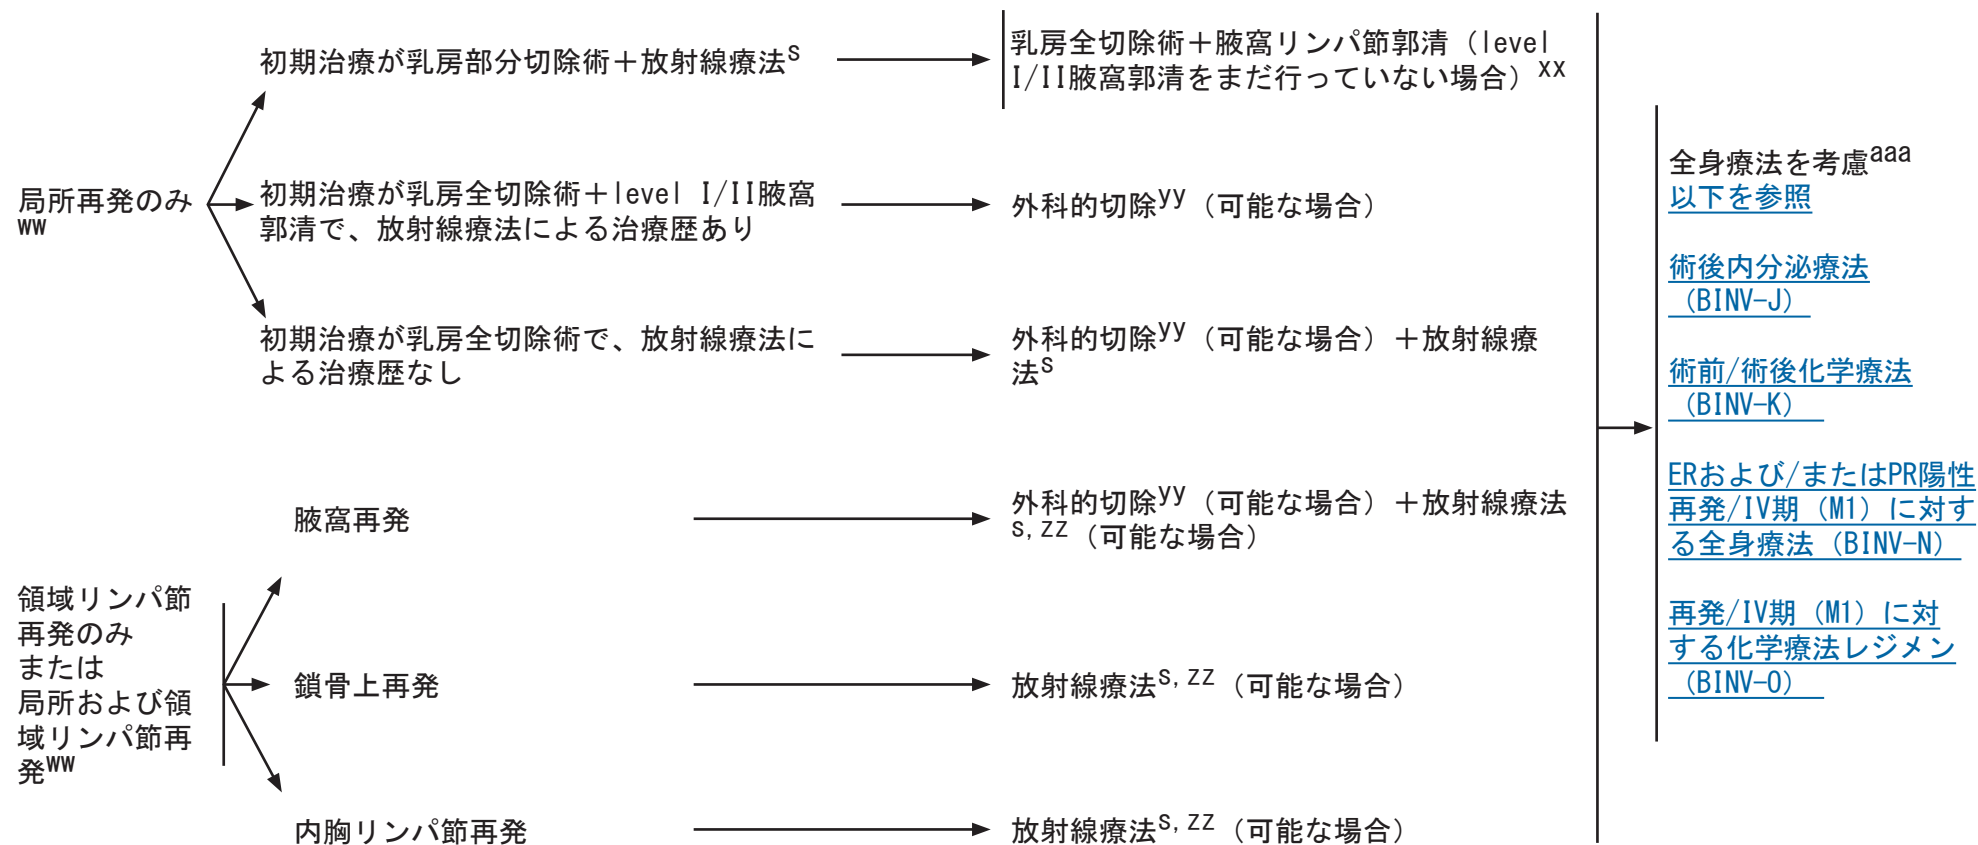 初期治療が乳房部分切除術＋放射線療法s
乳房全切除術＋腋窩リンパ節郭清（level
I/II腋窩郭清をまだ行っていない場合）xx
局所再発のみ
ww
初期治療が乳房全切除術＋level I/II腋窩
郭清で、放射線療法による治療歴あり
外科的切除yy（可能な場合）
初期治療が乳房全切除術で、放射線療法に
よる治療歴なし
外科的切除yy（可能な場合）＋放射線療
法s
領域リンパ節
再発のみ
または
局所および領
域リンパ節再
発ww
腋窩再発
外科的切除yy（可能な場合）＋放射線療法
s, zz（可能な場合）
鎖骨上再発
放射線療法s, zz（可能な場合）
内胸リンパ節再発
放射線療法s, zz（可能な場合）
全身療法を考慮aaa
以下を参照
術後内分泌療法
（BINV-J）
術前/術後化学療法
（BINV-K）
ERおよび/またはPR陽性
再発/IV期（M1）に対す
る全身療法（BINV-N）
再発/IV期（M1）に対
する化学療法レジメン
（BINV-O）